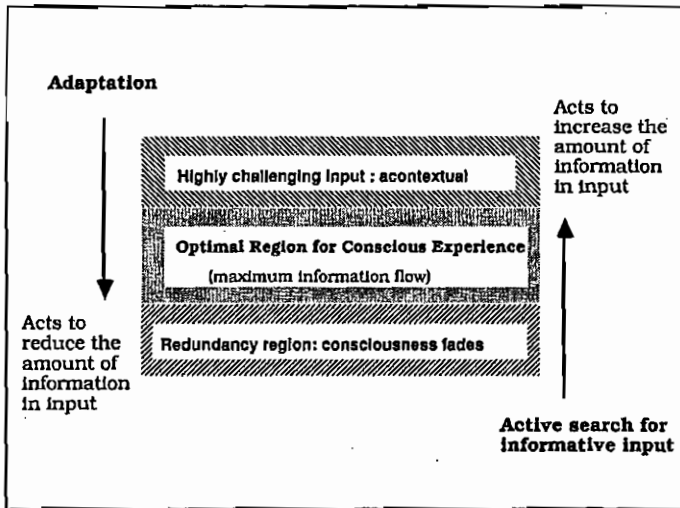 Adaptation
Acts to
increase the
amount of
information
in input
Highly challenging input : acontextual
Optimal Region for Conscious Experience
(maximum information flow)
Acts to
reduce the
amount of
information
in input
Redundancy region: consciousness fades
Active search for
informative input